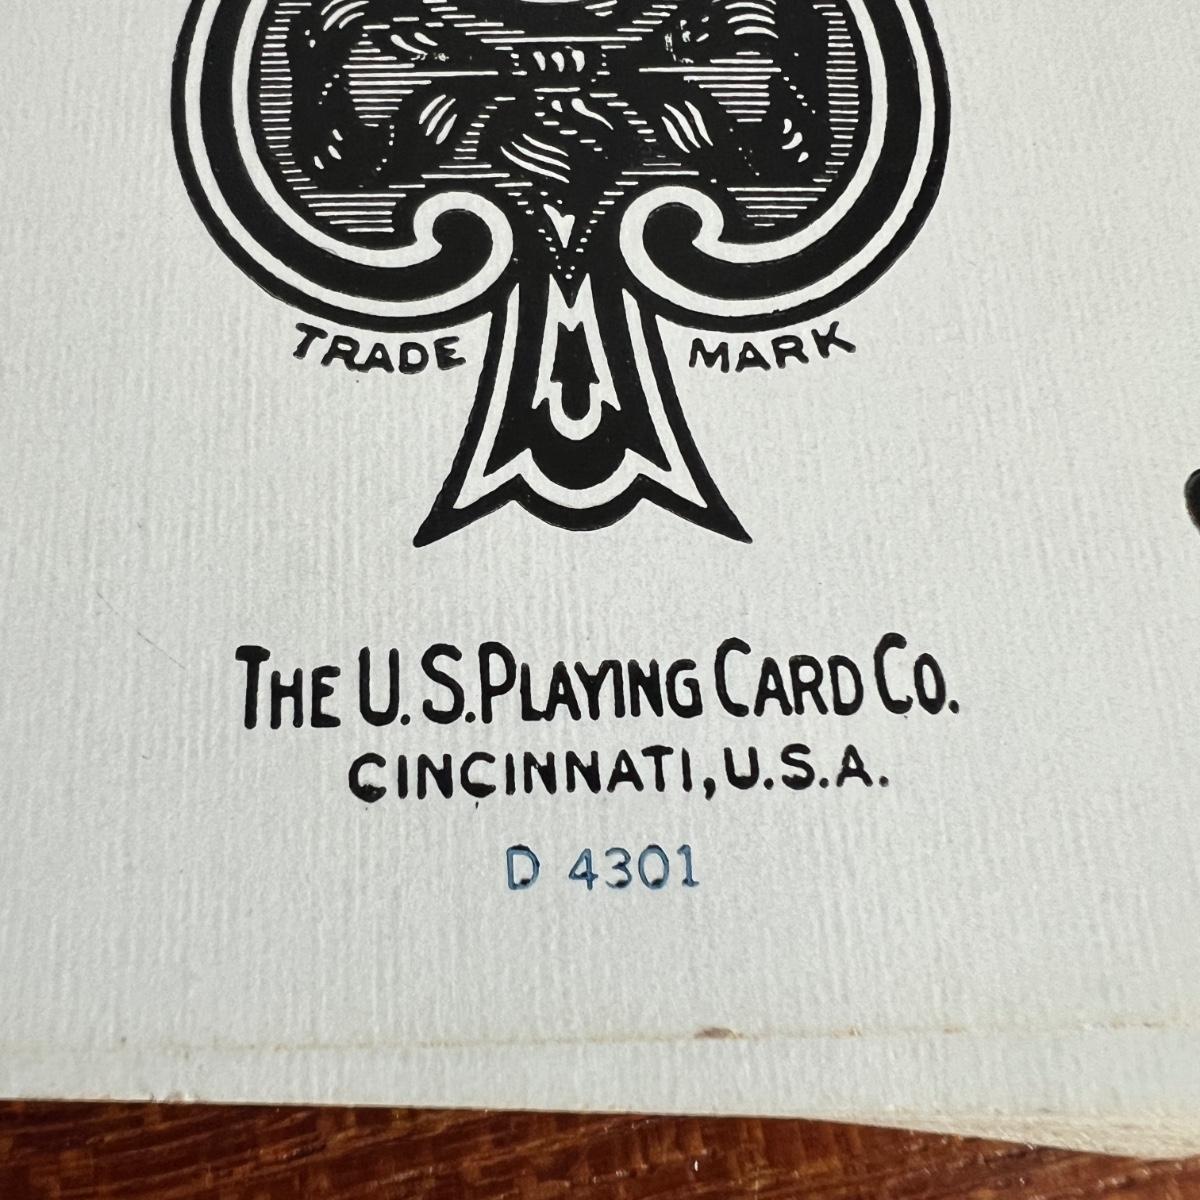 TRADE MARK
THE U.S. PLAYING CARD CO.
CINCINNATI, U.S.A.
D 4301